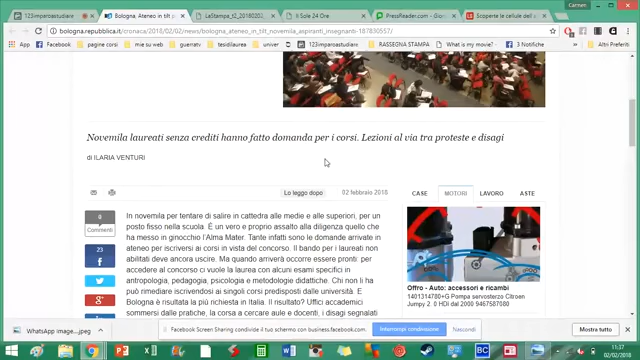 Carmen
123imparoastudiare
Bologna, Ateneo in tilt p
LaStampa_t2_20180202
Il Sole 24 Ore
PressReader.com - Gior
Scoperte le cellule dell'
bologna.repubblica.it/cronaca/2018/02/02/news/bologna_ateneo_in_tilt_novemila_aspiranti_insegnanti-187830557/
App
Facebook
pagine corsi
mie su web
guernev
tesidilaurea
univer
123imparoastudiare
RASSEGNA STAMPA
What is my movie?
3 Notifiche
Altri Preferiti
Novemila laureati senza crediti hanno fatto domanda per i corsi. Lezioni al via tra proteste e disagi
di ILARIA VENTURI
Lo leggo dopo
02 febbraio 2018
CASE
MOTORI
LAVORO
ASTE
0
Commenti
23
In novemila per tentare di salire in cattedra alle medie e alle superiori, per un
posto fisso nella scuola. È un vero e proprio assalto alla diligenza quello che
ha messo in ginocchio l'Alma Mater. Tante infatti sono le domande arrivate in
ateneo per iscriversi ai corsi in vista del concorso. Il bando per i laureati non
abilitati deve ancora uscire. Ma quando arriverà occorre essere pronti: per
accedere al concorso ci vuole la laurea con alcuni esami specifici in
antropologia, pedagogia, psicologia e metodologie didattiche. Chi non li ha
può rimediare iscrivendosi ai singoli corsi predisposti dalle università. E
Bologna è risultata la più richiesta in Italia. Il risultato? Uffici accademici
sommersi dalle pratiche, la corsa a cercare aule e docenti, i disagi segnalati
Offro - Auto: accessori e ricambi
1401314780+G Pompa servosterzo Citroen
Jumpy 2. 0 HDI dal 2000 9467587080
WhatsApp Image....jpeg
Facebook Screen Sharing condivide il tuo schermo con business.facebook.com.
Interrompi condivisione
Nascondi
Mostra tutto
11:37
02/02/2018